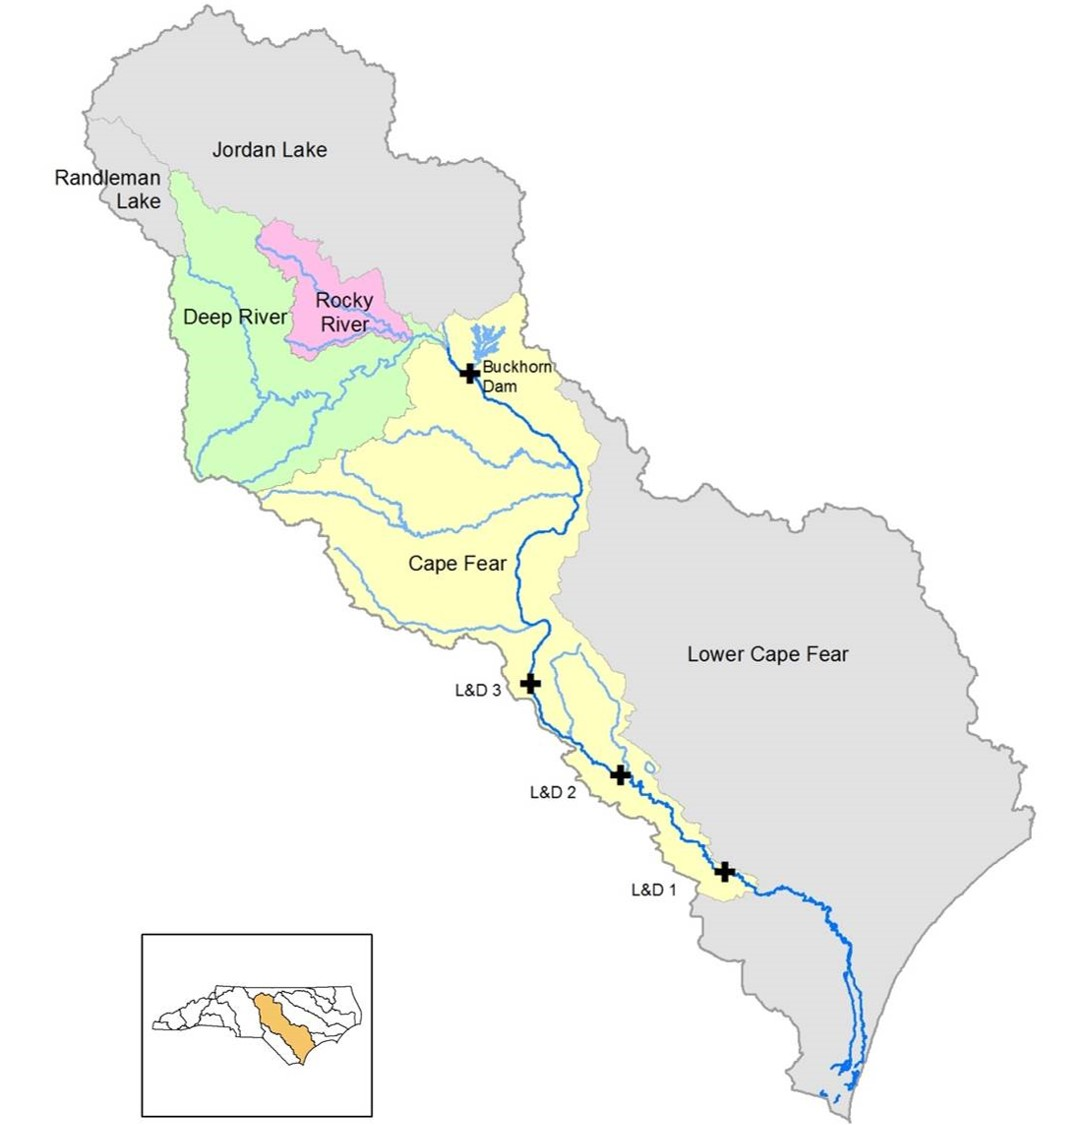 Jordan Lake
Randleman
Lake
Rocky
River
Deep River
Buckhorn
Dam
Cape Fear
Lower Cape Fear
L&D 3
L&D 2
L&D 1